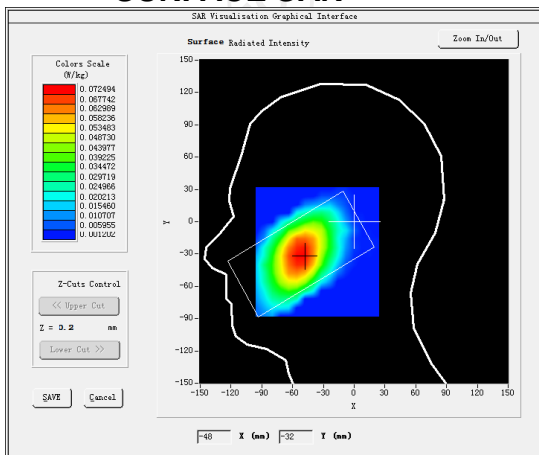 SAR Visualisation Graphical Interface
Surface Radiated Intensity
Zoom In/Out
Colors Scale
(W/kg)
0.072494
0.067742
0.062989
0.058236
0.053483
0.048730
0.043977
0.039225
0.034472
0.029719
0.024966
0.020213
0.015460
0.010707
0.005955
0.001202
Z-Cuts Control
<< Upper Cut
Z = 3.2 mm
Lower Cut >>
SAVE Cancel
150
120
90
60
30
0
-30
-60
-90
-120
-150
Y
-150 -120 -90 -60 -30 0 30 60 90 120 150
X
-48 X (mm) -32 Y (mm)